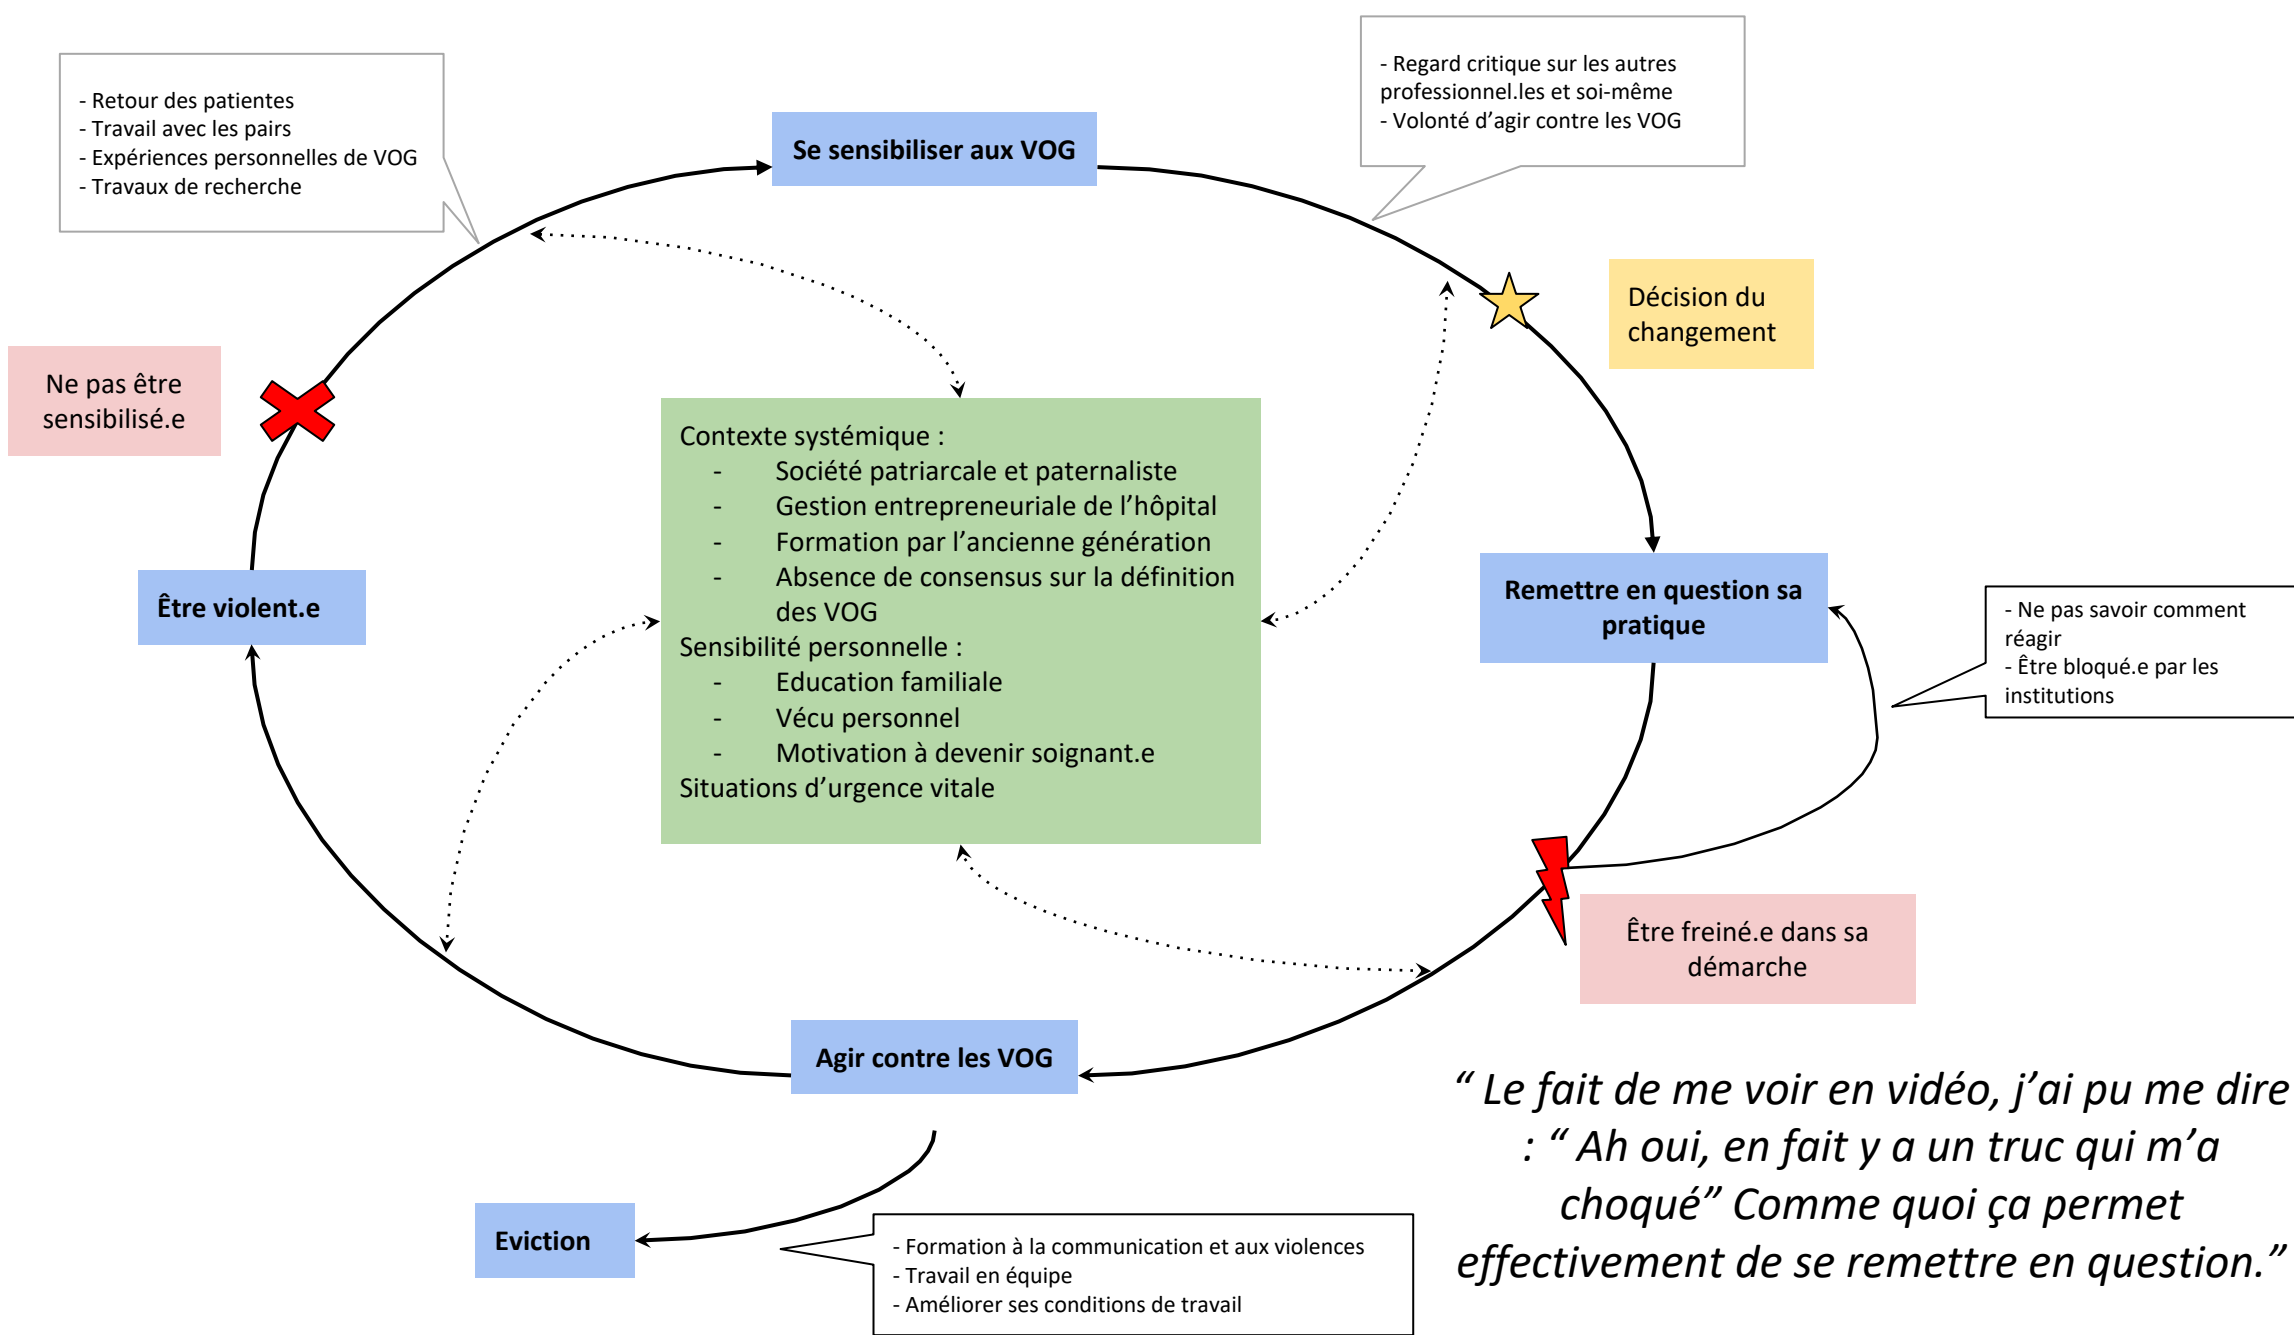 - Retour des patientes
- Travail avec les pairs
- Expériences personnelles de VOG
- Travaux de recherche
Se sensibiliser aux VOG
- Regard critique sur les autres
professionnel.les et soi-même
- Volonté d’agir contre les VOG
Décision du
changement
Ne pas être
sensibilisé.e
Contexte systémique :
- Société patriarcale et paternaliste
- Gestion entrepreneuriale de l’hôpital
- Formation par l’ancienne génération
- Absence de consensus sur la définition
des VOG
Sensibilité personnelle :
- Education familiale
- Vécu personnel
- Motivation à devenir soignant.e
Situations d’urgence vitale
Être violent.e
Remettre en question sa
pratique
- Ne pas savoir comment
réagir
- Être bloqué.e par les
institutions
Être freiné.e dans sa
démarche
Agir contre les VOG
Eviction
- Formation à la communication et aux violences
- Travail en équipe
- Améliorer ses conditions de travail
“ Le fait de me voir en vidéo, j’ai pu me dire
: “ Ah oui, en fait y a un truc qui m’a
choqué” Comme quoi ça permet
effectivement de se remettre en question.”